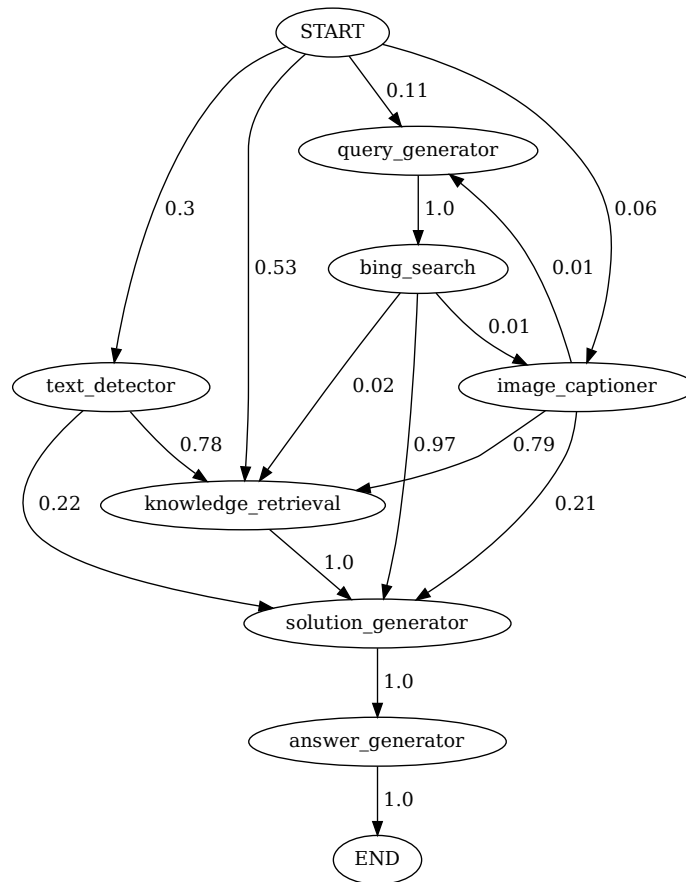 START
0.11
query_generator
0.3
0.53
1.0
0.01
0.06
bing_search
0.01
text_detector
0.02
image_captioner
0.78
0.97
0.79
0.22
knowledge_retrieval
0.21
1.0
solution_generator
1.0
answer_generator
1.0
END